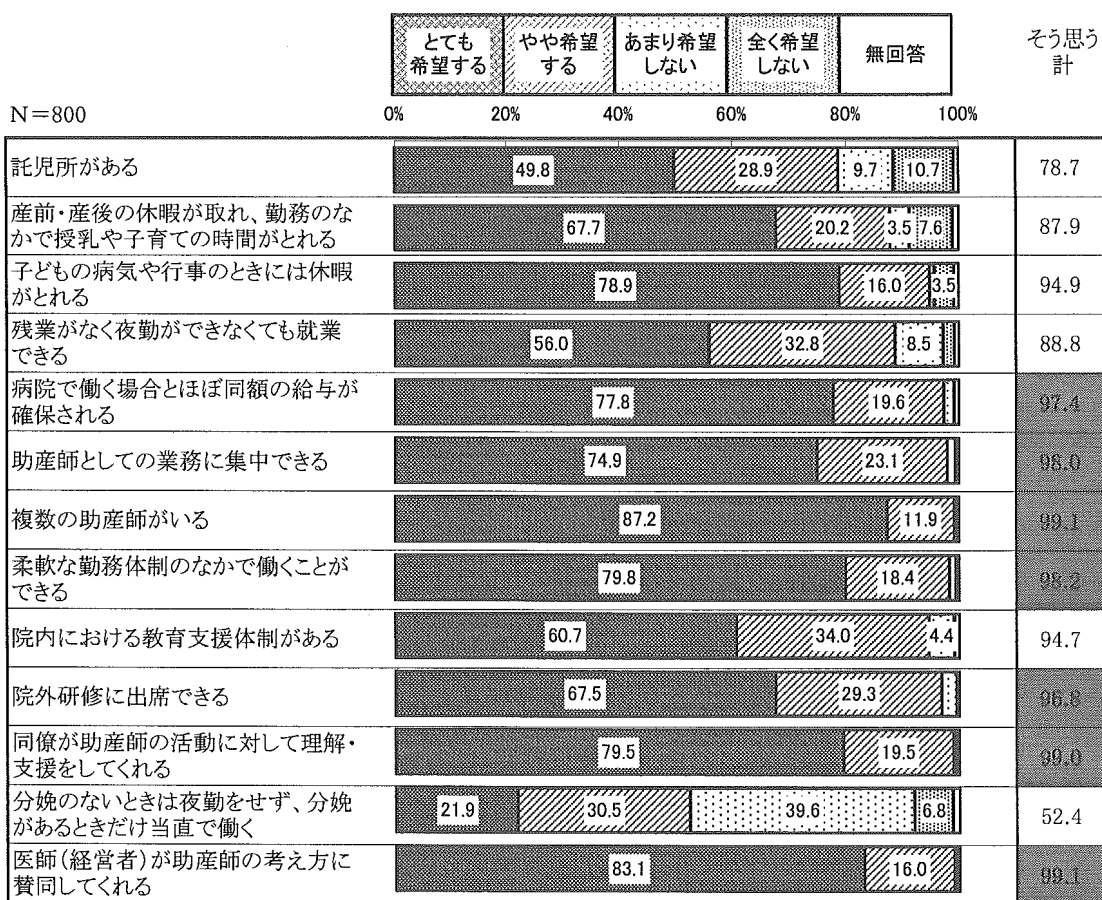 とても
希望する
やや希望
する
あまり希望
しない
全く希望
しない
無回答
そう思う
計
N＝800
0%
20%
40%
60%
80%
100%
託児所がある
49.8
28.9
9.7
10.7
78.7
産前・産後の休暇が取れ、勤務のな
かで授乳や子育ての時間がとれる
67.7
20.2
3.5
7.6
87.9
子どもの病気や行事のときには休暇
がとれる
78.9
16.0
3.5
94.9
残業がなく夜勤ができなくても就業
できる
56.0
32.8
8.5
88.8
病院で働く場合とほぼ同額の給与が
確保される
77.8
19.6
97.4
助産師としての業務に集中できる
74.9
23.1
98.0
複数の助産師がいる
87.2
11.9
99.1
柔軟な勤務体制のなかで働くことが
できる
79.8
18.4
98.2
院内における教育支援体制がある
60.7
34.0
4.4
94.7
院外研修に出席できる
67.5
29.3
96.8
同僚が助産師の活動に対して理解・
支援をしてくれる
79.5
19.5
99.0
分娩のないときは夜勤をせず、分娩
があるときだけ当直で働く
21.9
30.5
39.6
6.8
52.4
医師（経営者）が助産師の考え方に
賛同してくれる
83.1
16.0
99.1